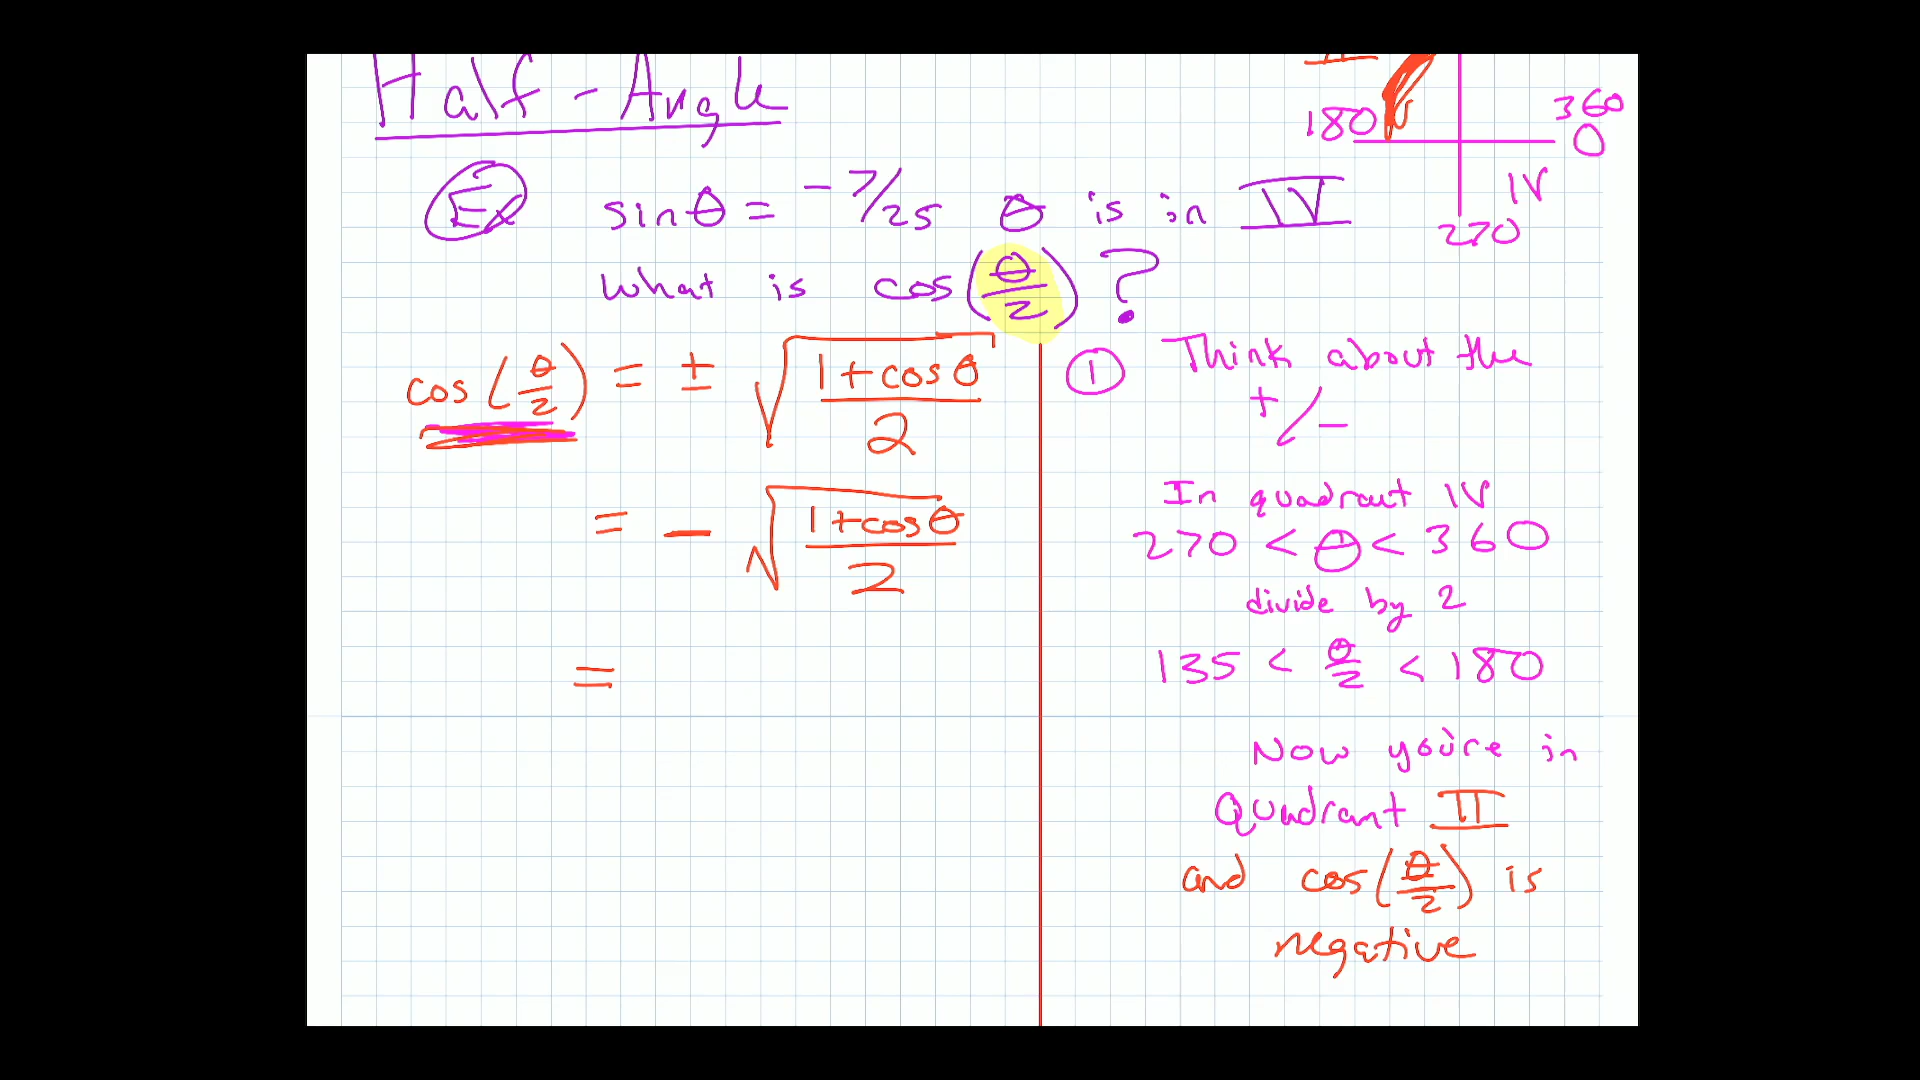 Half-Angle
180
360
0
IV
270
Ex sinθ = -7/25 θ is in IV
What is cos(θ/2)?
cos(θ/2) = ± √((1+cosθ)/2)
= - √((1+cosθ)/2)
=
① Think about the
+/-
In quadrant IV
270 < θ < 360
divide by 2
135 < θ/2 < 180
Now you're in
Quadrant II
and cos(θ/2) is
negative